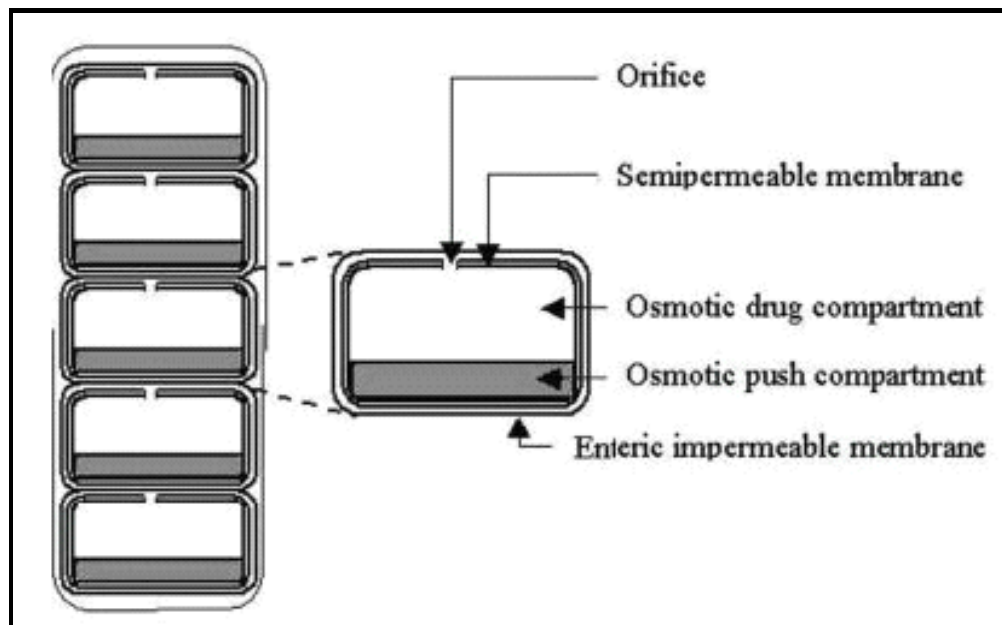 Orifice
Semipermeable membrane
Osmotic drug compartment
Osmotic push compartment
Enteric impermeable membrane